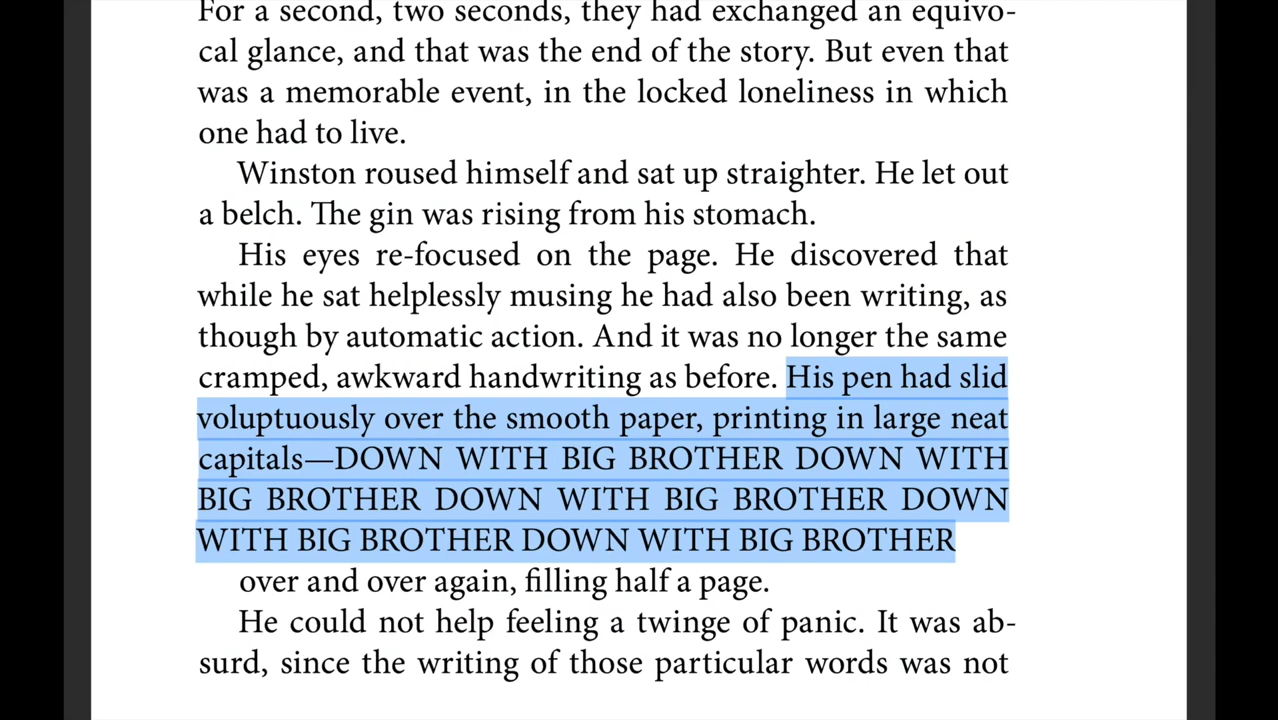 For a second, two seconds, they had exchanged an equivo-
cal glance, and that was the end of the story. But even that
was a memorable event, in the locked loneliness in which
one had to live.
Winston roused himself and sat up straighter. He let out
a belch. The gin was rising from his stomach.
His eyes re-focused on the page. He discovered that
while he sat helplessly musing he had also been writing, as
though by automatic action. And it was no longer the same
cramped, awkward handwriting as before. His pen had slid
voluptuously over the smooth paper, printing in large neat
capitals—DOWN WITH BIG BROTHER DOWN WITH
BIG BROTHER DOWN WITH BIG BROTHER DOWN
WITH BIG BROTHER DOWN WITH BIG BROTHER
over and over again, filling half a page.
He could not help feeling a twinge of panic. It was ab-
surd, since the writing of those particular words was not